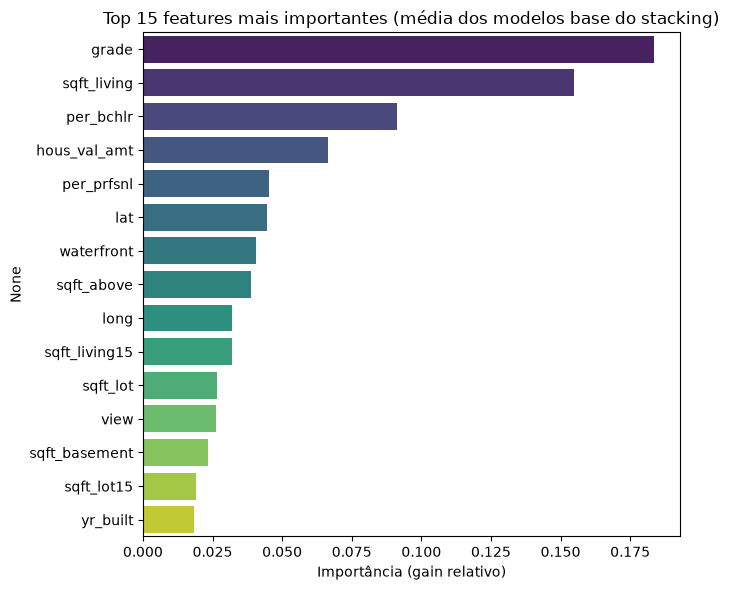 Top 15 features mais importantes (média dos modelos base do stacking)
grade
sqft_living
per_bchlr
hous_val_amt
per_prfsnl
lat
waterfront
sqft_above
long
sqft_living15
sqft_lot
view
sqft_basement
sqft_lot15
yr_built
None
0.000 0.025 0.050 0.075 0.100 0.125 0.150 0.175
Importância (gain relativo)